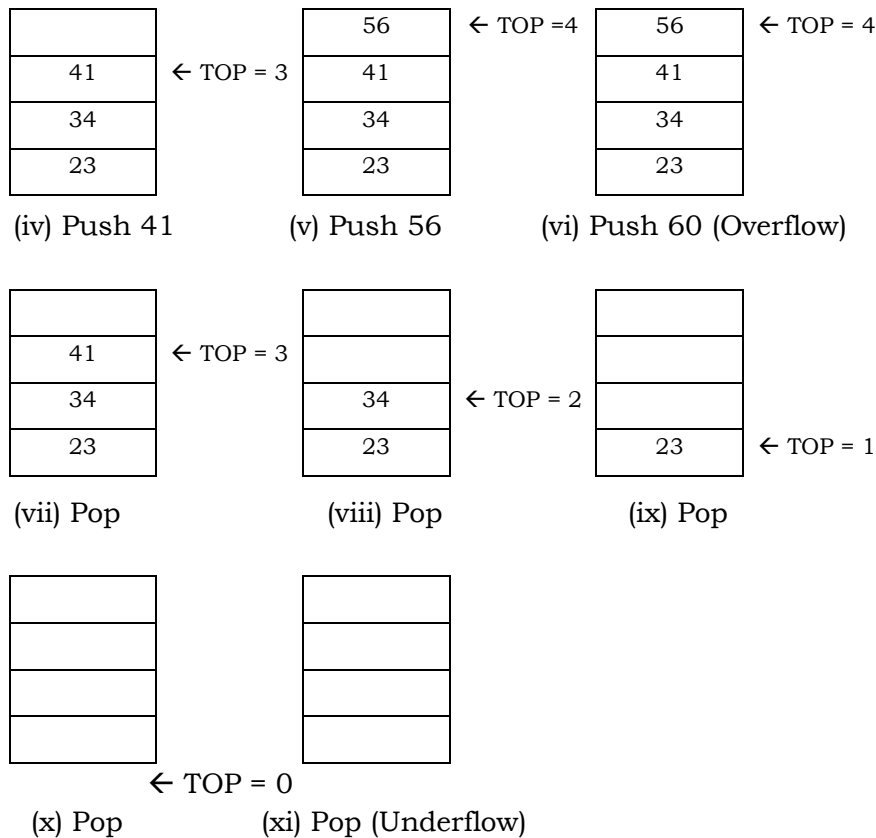 56 ← TOP =4 56 ← TOP = 4
41 ← TOP = 3 41 41
34 34 34
23 23 23
(iv) Push 41 (v) Push 56 (vi) Push 60 (Overflow)
41 ← TOP = 3
34 34 ← TOP = 2
23 23 23 ← TOP = 1
(vii) Pop (viii) Pop (ix) Pop
← TOP = 0
(x) Pop (xi) Pop (Underflow)